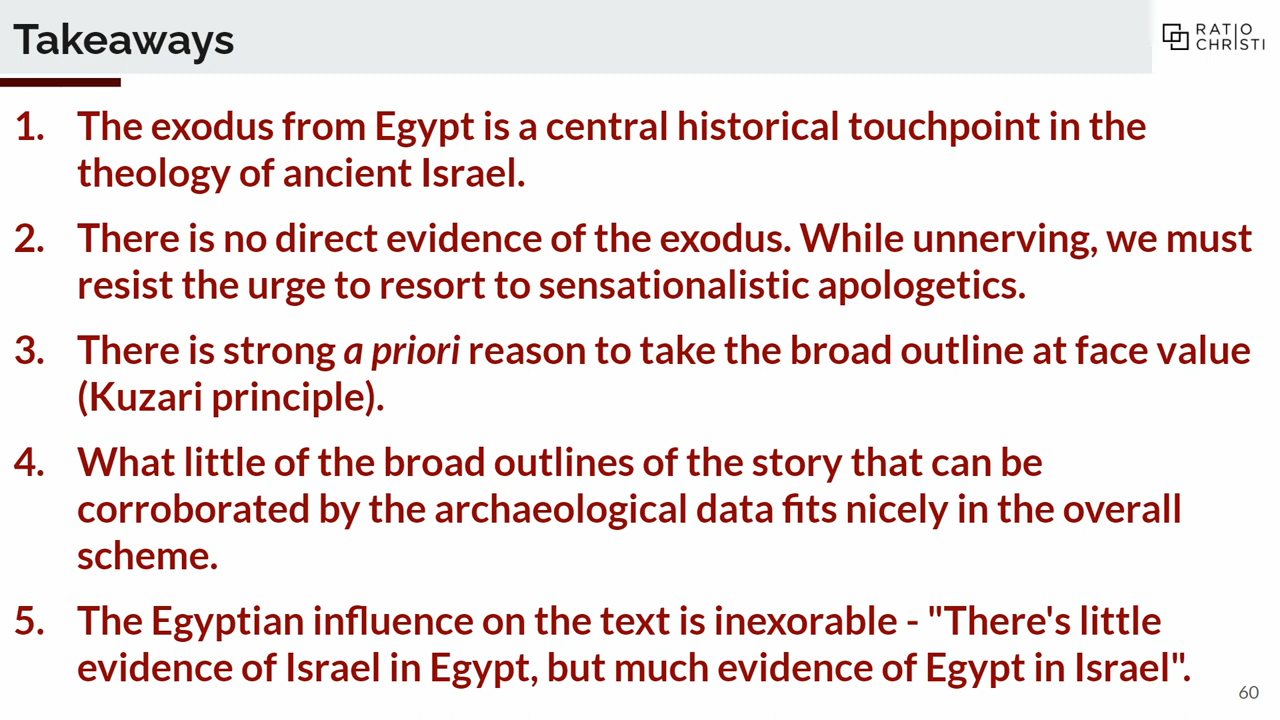 Takeaways
RATIO
CHRISTI
1. The exodus from Egypt is a central historical touchpoint in the
theology of ancient Israel.
2. There is no direct evidence of the exodus. While unnerving, we must
resist the urge to resort to sensationalistic apologetics.
3. There is strong a priori reason to take the broad outline at face value
(Kuzari principle).
4. What little of the broad outlines of the story that can be
corroborated by the archaeological data fits nicely in the overall
scheme.
5. The Egyptian influence on the text is inexorable - "There's little
evidence of Israel in Egypt, but much evidence of Egypt in Israel".
60